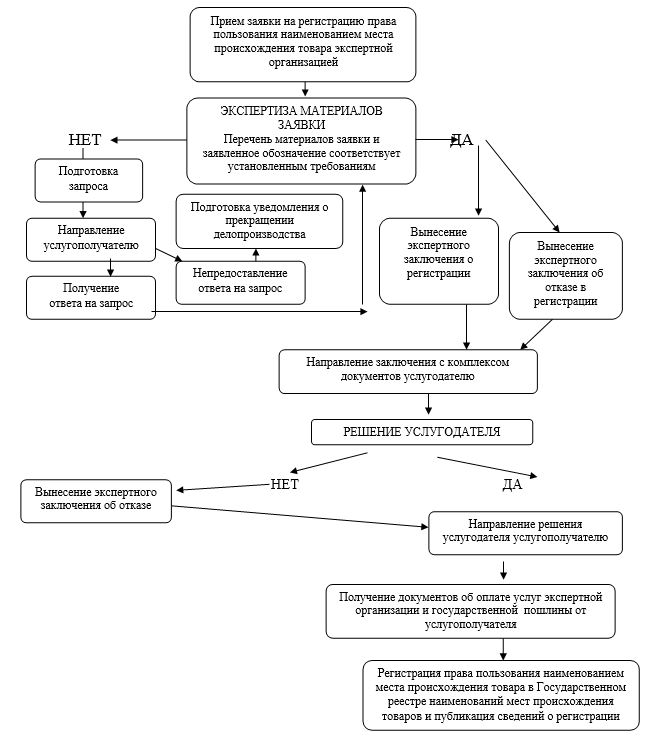 Прием заявки на регистрацию права
пользования наименованием места
происхождения товара экспертной
организацией
ЭКСПЕРТИЗА МАТЕРИАЛОВ
ЗАЯВКИ
Перечень материалов заявки и
заявленное обозначение соответствует
установленным требованиям
НЕТ
ДА
Подготовка
запроса
Направление
услугополучателю
Получение
ответа на запрос
Подготовка уведомления о
прекращении
делопроизводства
Непредоставление
ответа на запрос
Вынесение
экспертного
заключения о
регистрации
Вынесение
экспертного
заключения об
отказе в
регистрации
Направление заключения с комплексом
документов услугодателю
РЕШЕНИЕ УСЛУГОДАТЕЛЯ
НЕТ
ДА
Вынесение экспертного
заключения об отказе
Направление решения
услугодателя услугополучателю
Получение документов об оплате услуг экспертной
организации и государственной пошлины от
услугополучателя
Регистрация права пользования наименованием
места происхождения товара в Государственном
реестре наименований мест происхождения
товаров и публикация сведений о регистрации